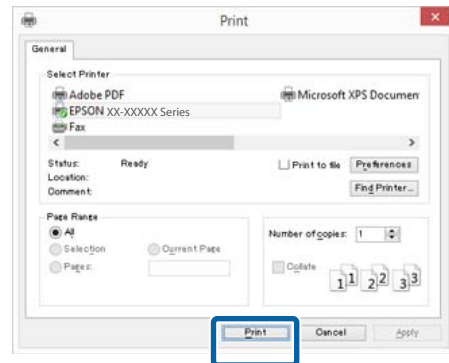 Print
General
Select Printer
Adobe PDF
Microsoft XPS Documen
EPSON XX-XXXXX Series
Fax
Status: Ready
Print to file Preferences
Location:
Comment:
Find Printer...
Page Range
All
Selection Current Page
Pages:
Number of copies: 1
Collate
1 1 2 2 3 3
Print Cancel Apply